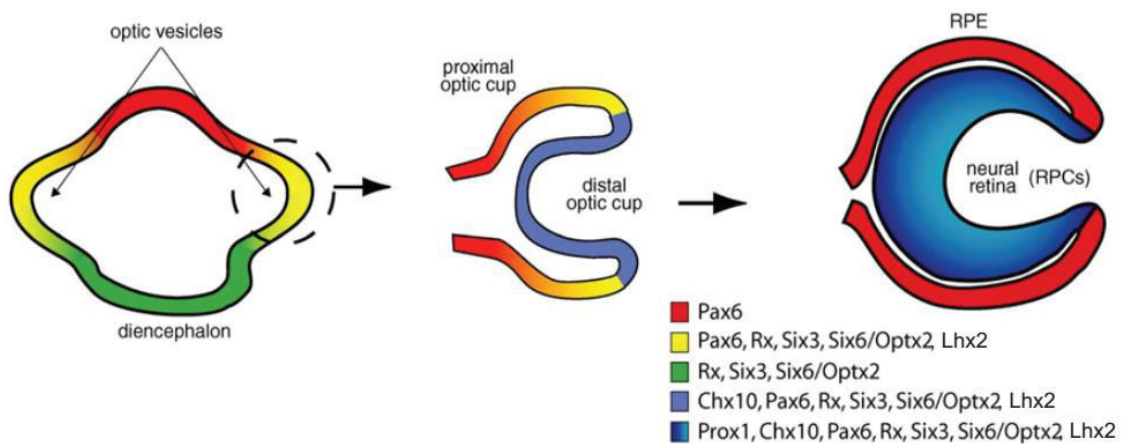 optic vesicles
diencephalon
proximal
optic cup
distal
optic cup
RPE
neural
retina (RPCs)
Pax6
Pax6, Rx, Six3, Six6/Optx2, Lhx2
Rx, Six3, Six6/Optx2
Chx10, Pax6, Rx, Six3, Six6/Optx2, Lhx2
Prox1, Chx10, Pax6, Rx, Six3, Six6/Optx2, Lhx2